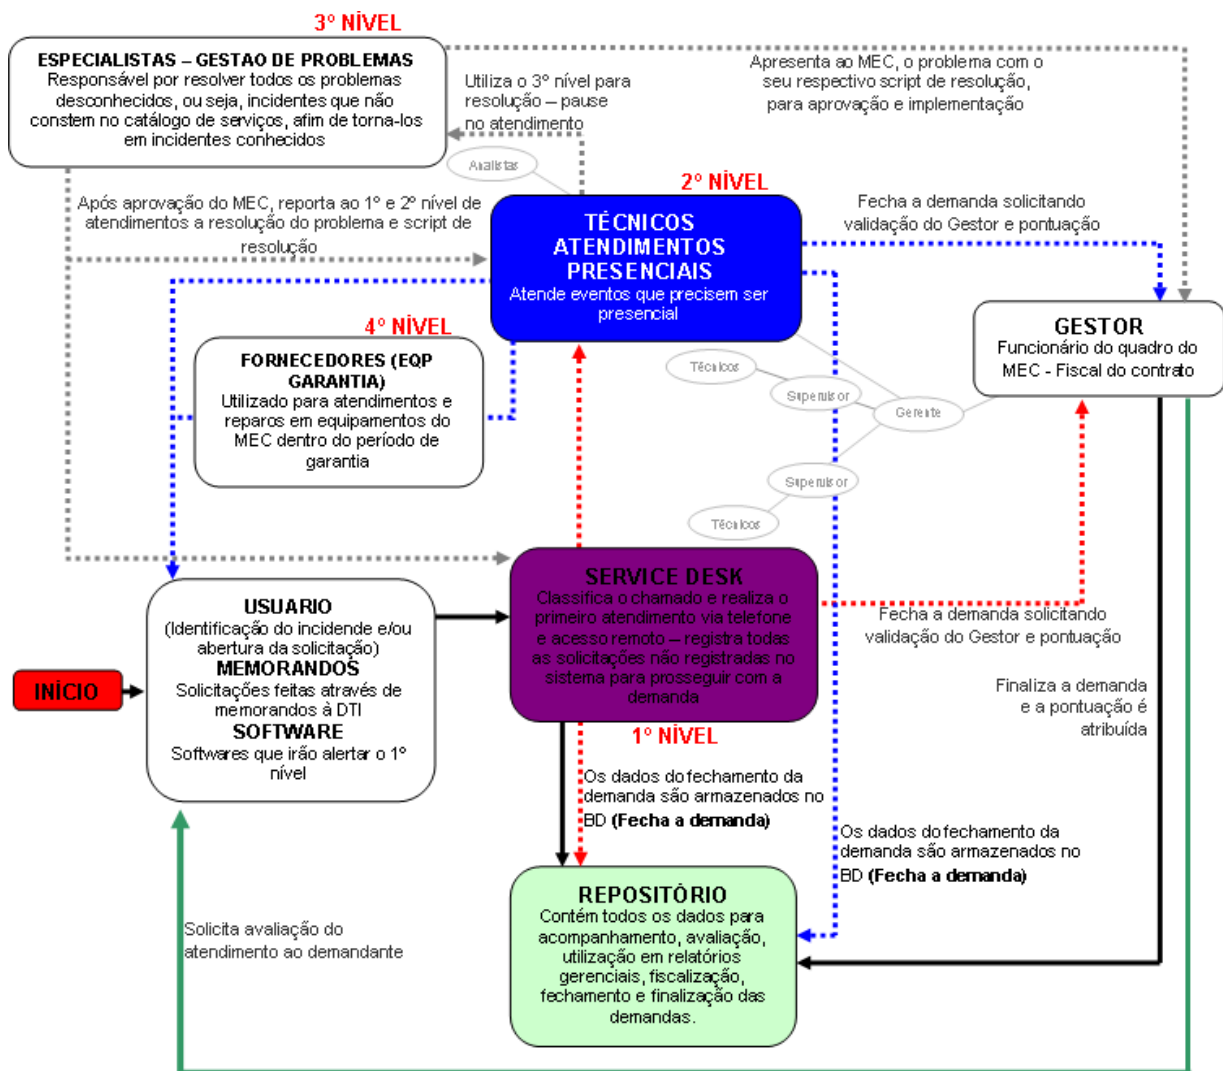 3º NÍVEL
ESPECIALISTAS – GESTAO DE PROBLEMAS
Responsável por resolver todos os problemas
desconhecidos, ou seja, incidentes que não
constem no catálogo de serviços, afim de torna-los
em incidentes conhecidos
Utiliza o 3º nível para
resolução – pause
no atendimento
Apresenta ao MEC, o problema com o
seu respectivo script de resolução,
para aprovação e implementação
Analistas
2º NÍVEL
TÉCNICOS
ATENDIMENTOS
PRESENCIAIS
Atende eventos que precisem ser
presencial
Após aprovação do MEC, reporta ao 1º e 2º nível de
atendimentos a resolução do problema e script de
resolução
Fecha a demanda solicitando
validação do Gestor e pontuação
4º NÍVEL
FORNECEDORES (EQP
GARANTIA)
Utilizado para atendimentos e
reparos em equipamentos do
MEC dentro do período de
garantia
GESTOR
Funcionário do quadro do
MEC - Fiscal do contrato
Técnicos
Supervisor
Gerente
Supervisor
Técnicos
SERVICE DESK
Classifica o chamado e realiza o
primeiro atendimento via telefone
e acesso remoto – registra todas
as solicitações não registradas no
sistema para prosseguir com a
demanda
1º NÍVEL
Fecha a demanda solicitando
validação do Gestor e pontuação
INÍCIO
USUARIO
(Identificação do incidende e/ou
abertura da solicitação)
MEMORANDOS
Solicitações feitas através de
memorandos à DTI
SOFTWARE
Softwares que irão alertar o 1º
nível
Finaliza a demanda
e a pontuação é
atribuída
Os dados do fechamento da
demanda são armazenados no
BD (Fecha a demanda)
Os dados do fechamento da
demanda são armazenados no
BD (Fecha a demanda)
REPOSITÓRIO
Contém todos os dados para
acompanhamento, avaliação,
utilização em relatórios
gerenciais, fiscalização,
fechamento e finalização das
demandas.
Solicita avaliação do
atendimento ao demandante